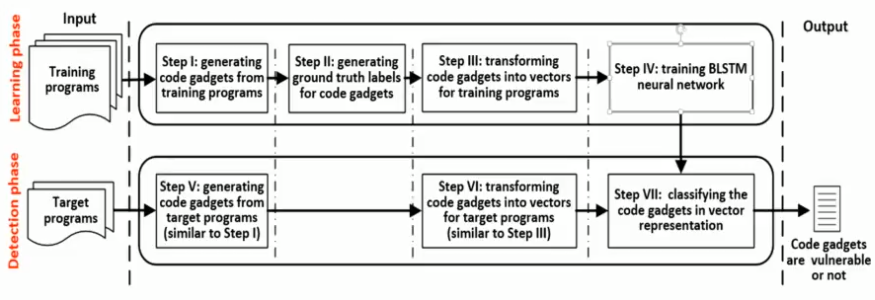 Input
Output
Learning phase
Training
programs
Step I: generating
code gadgets from
training programs
Step II: generating
ground truth labels
for code gadgets
Step III: transforming
code gadgets into vectors
for training programs
Step IV: training BLSTM
neural network
Detection phase
Target
programs
Step V: generating
code gadgets from
target programs
(similar to Step I)
Step VI: transforming
code gadgets into vectors
for target programs
(similar to Step III)
Step VII: classifying the
code gadgets in vector
representation
Code gadgets
are vulnerable
or not